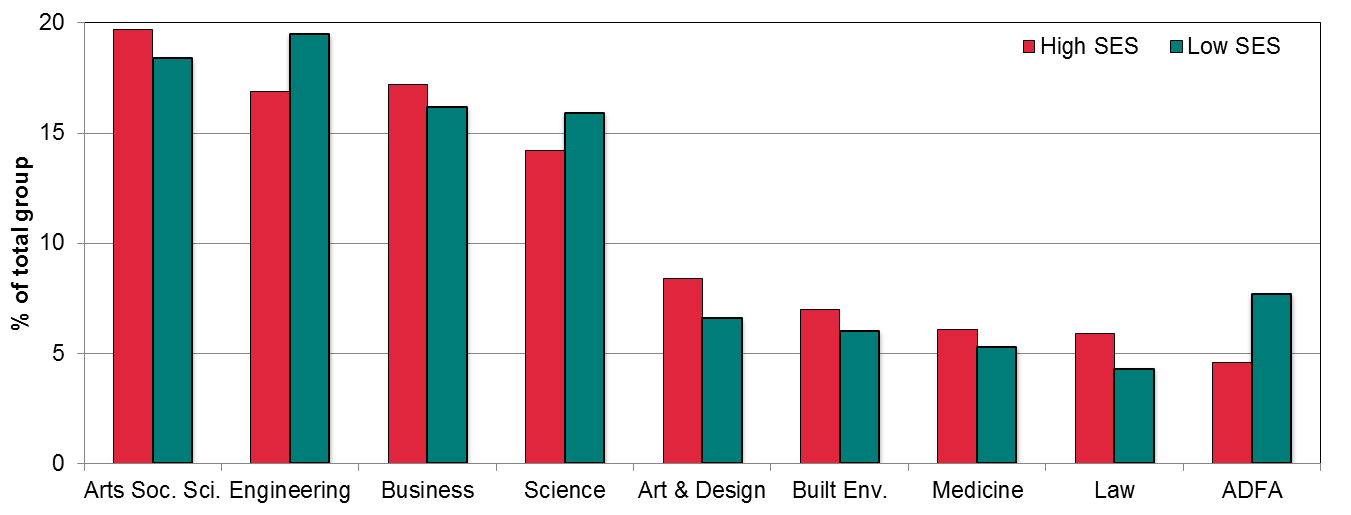 20
High SES
Low SES
15
10
5
0
% of total group
Arts Soc. Sci. Engineering Business Science Art & Design Built Env. Medicine Law ADFA